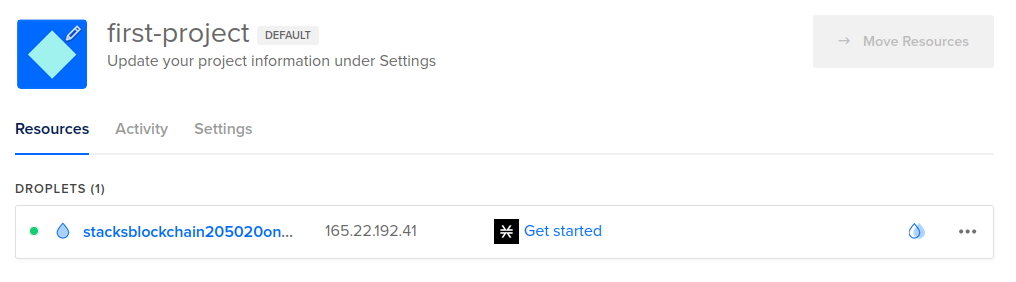 first-project DEFAULT
Update your project information under Settings
→ Move Resources
Resources Activity Settings
DROPLETS (1)
stacksblockchain205020on... 165.22.192.41 Get started